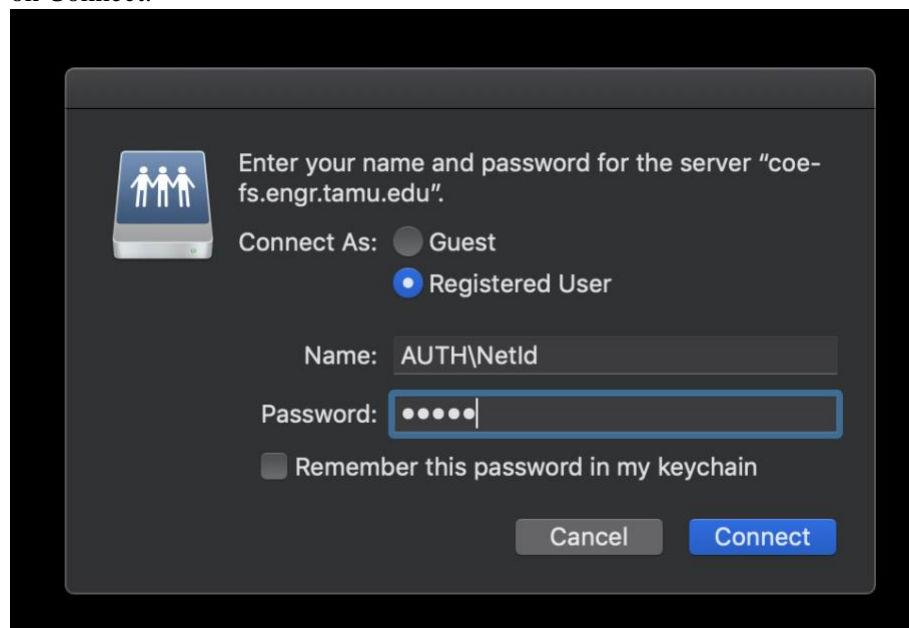 Enter your name and password for the server “coe-
fs.engr.tamu.edu”.
Connect As: Guest
Registered User
Name: AUTH\NetId
Password: •••••
Remember this password in my keychain
Cancel Connect